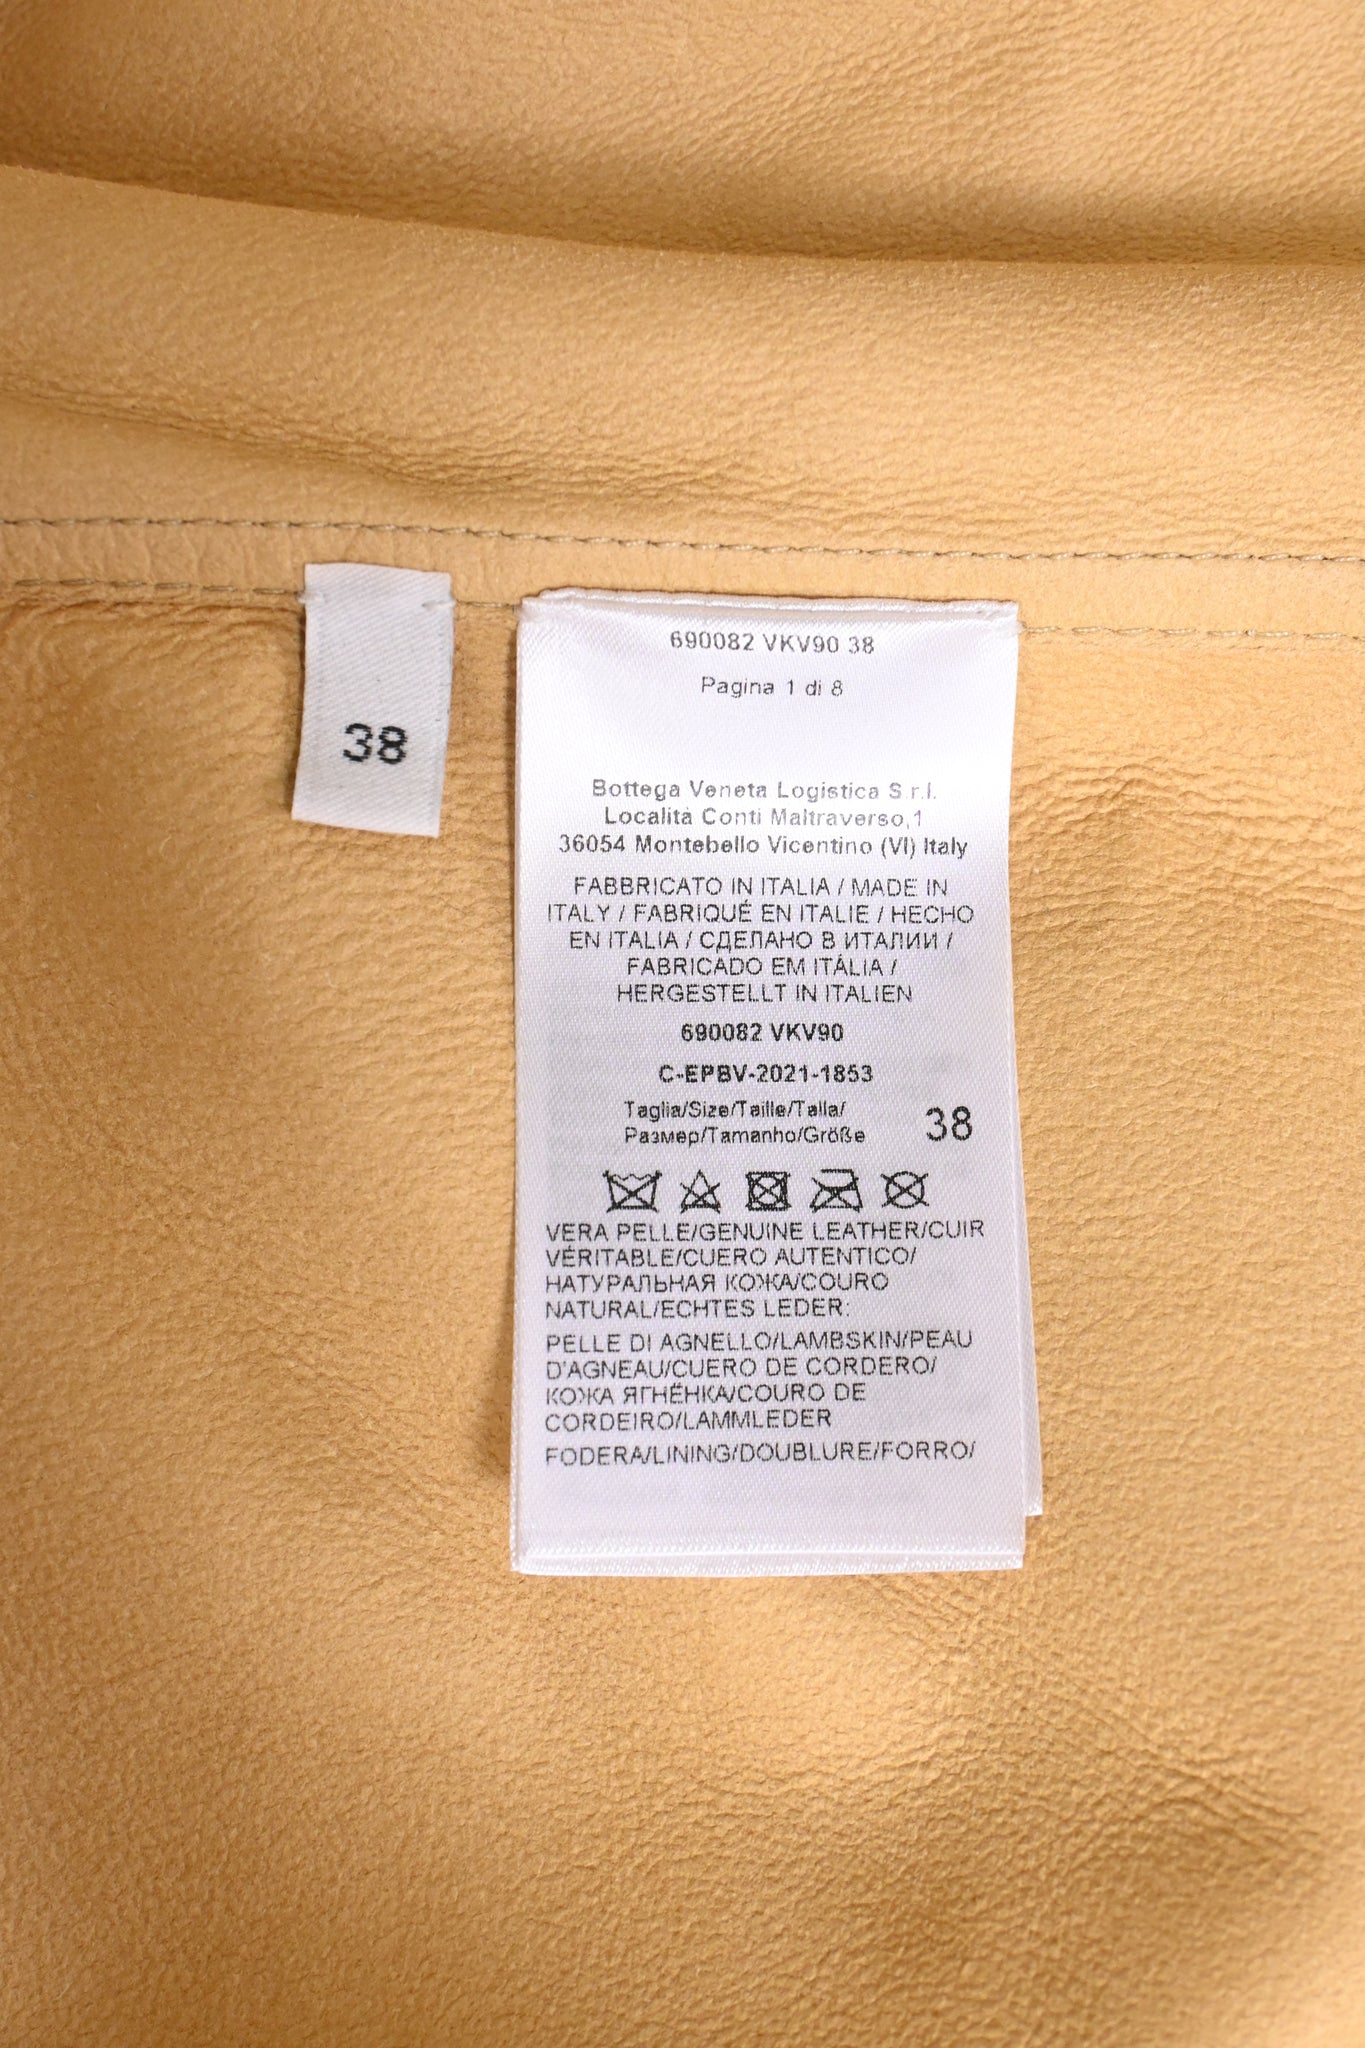 38
690082 VKV90 38
Pagina 1 di 8
Bottega Veneta Logistica S.r.l.
Località Conti Maltraverso,1
36054 Montebello Vicentino (VI) Italy
FABBRICATO IN ITALIA / MADE IN
ITALY / FABRIQUÉ EN ITALIE / HECHO
EN ITALIA / СДЕЛАНО В ИТАЛИИ /
FABRICADO EM ITÁLIA /
HERGESTELLT IN ITALIEN
690082 VKV90
C-EPBV-2021-1853
Taglia/Size/Taille/Talla/
Размер/Tamanho/Größe 38
VERA PELLE/GENUINE LEATHER/CUIR
VÉRITABLE/CUERO AUTENTICO/
НАТУРАЛЬНАЯ КОЖА/COURO
NATURAL/ECHTES LEDER:
PELLE DI AGNELLO/LAMBSKIN/PEAU
D'AGNEAU/CUERO DE CORDERO/
КОЖА ЯГНЁНКА/COURO DE
CORDEIRO/LAMMLEDER
FODERA/LINING/DOUBLURE/FORRO/